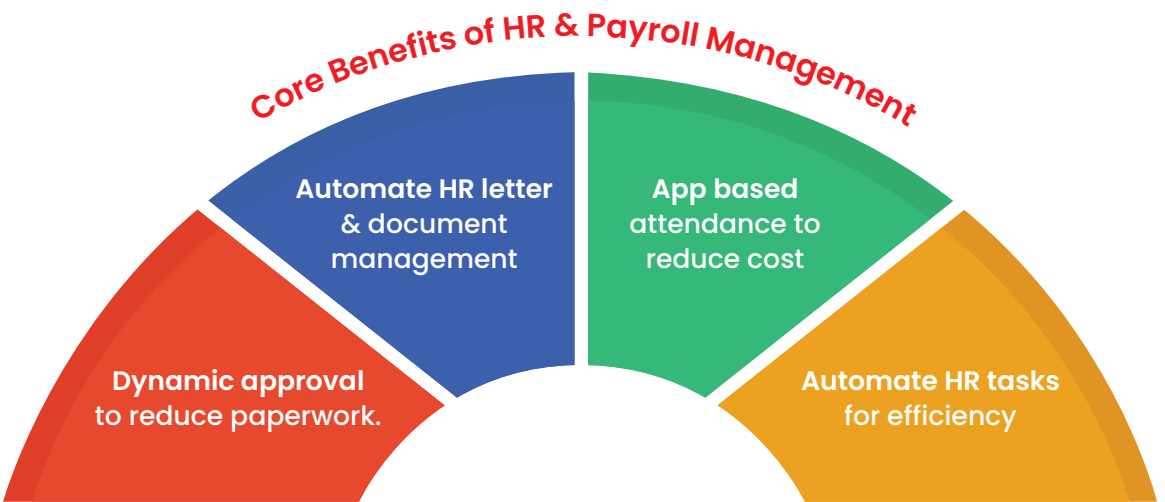 Core Benefits of HR & Payroll Management
Dynamic approval
to reduce paperwork.
Automate HR letter
& document
management
App based
attendance to
reduce cost
Automate HR tasks
for efficiency